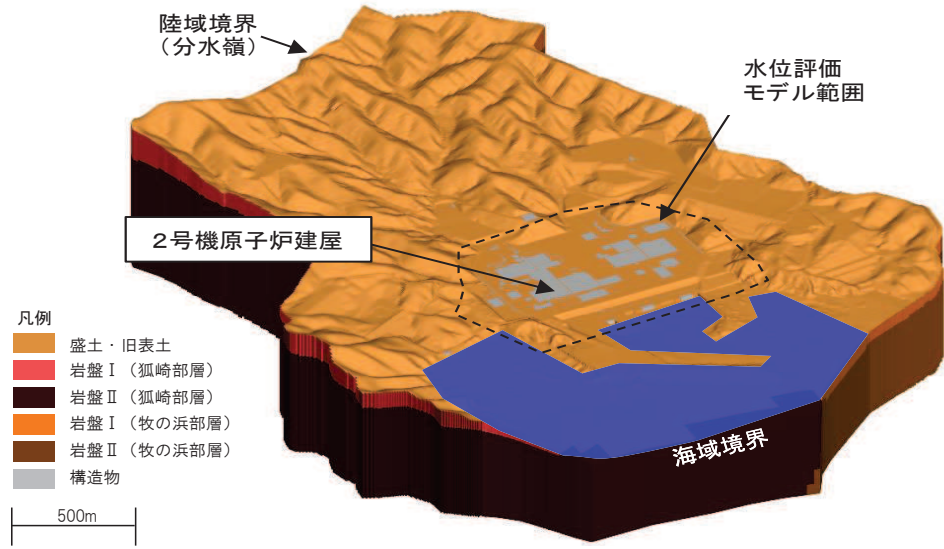 陸域境界
（分水嶺）
水位評価
モデル範囲
２号機原子炉建屋
凡例
盛土・旧表土
岩盤Ⅰ（狐崎部層）
岩盤Ⅱ（狐崎部層）
岩盤Ⅰ（牧の浜部層）
岩盤Ⅱ（牧の浜部層）
構造物
500m
海域境界